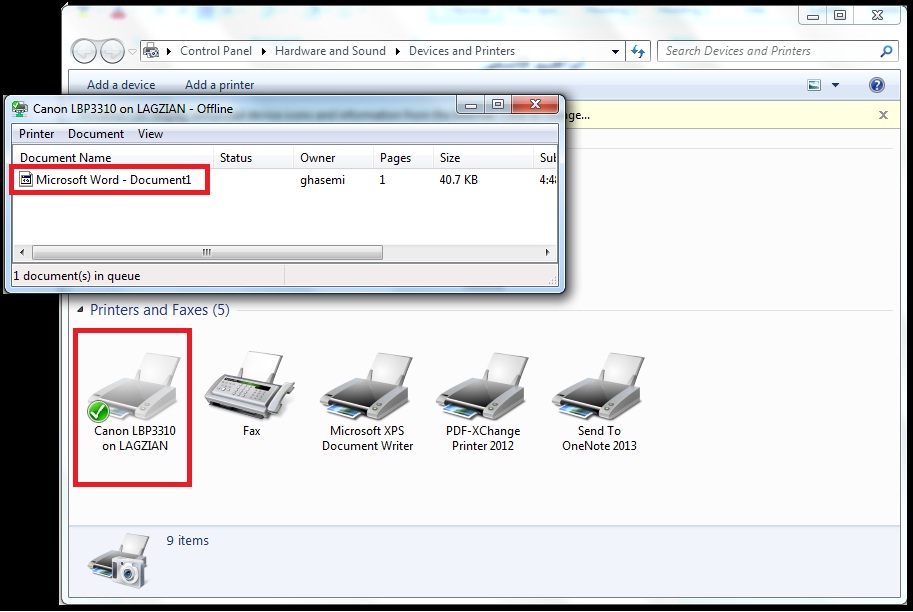 Control Panel Hardware and Sound Devices and Printers
Search Devices and Printers
Add a device Add a printer
Canon LBP3310 on LAGZIAN - Offline
ge...
Printer Document View
Document Name Status Owner Pages Size Sub
Microsoft Word - Document1 ghasemi 1 40.7 KB 4:48
1 document(s) in queue
Printers and Faxes (5)
Canon LBP3310
on LAGZIAN
Fax
Microsoft XPS
Document Writer
PDF-XChange
Printer 2012
Send To
OneNote 2013
9 items